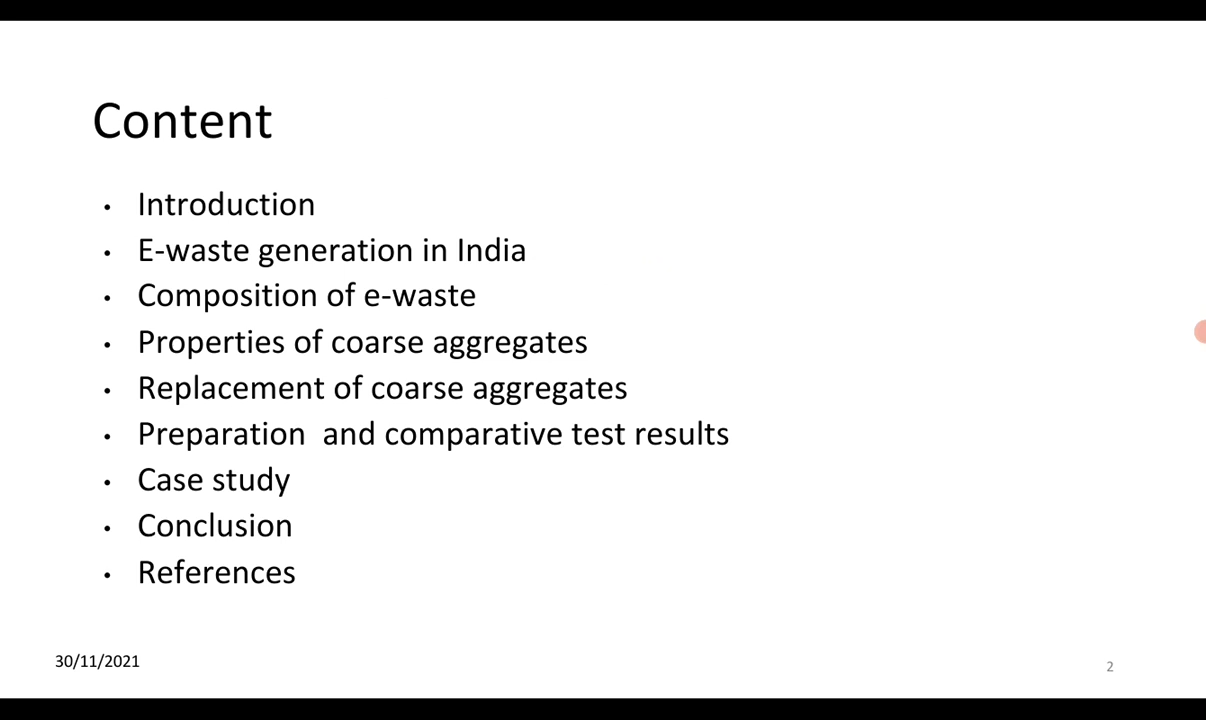 Content
• Introduction
• E-waste generation in India
• Composition of e-waste
• Properties of coarse aggregates
• Replacement of coarse aggregates
• Preparation  and comparative test results
• Case study
• Conclusion
• References
30/11/2021
2